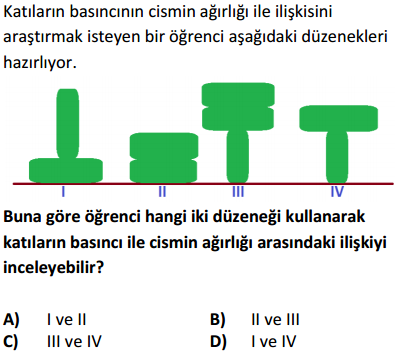 Katıların basıncının cismin ağırlığı ile ilişkisini
araştırmak isteyen bir öğrenci aşağıdaki düzenekleri
hazırlıyor.
I II III IV
Buna göre öğrenci hangi iki düzeneği kullanarak
katıların basıncı ile cismin ağırlığı arasındaki ilişkiyi
inceleyebilir?
A) I ve II B) II ve III
C) III ve IV D) I ve IV